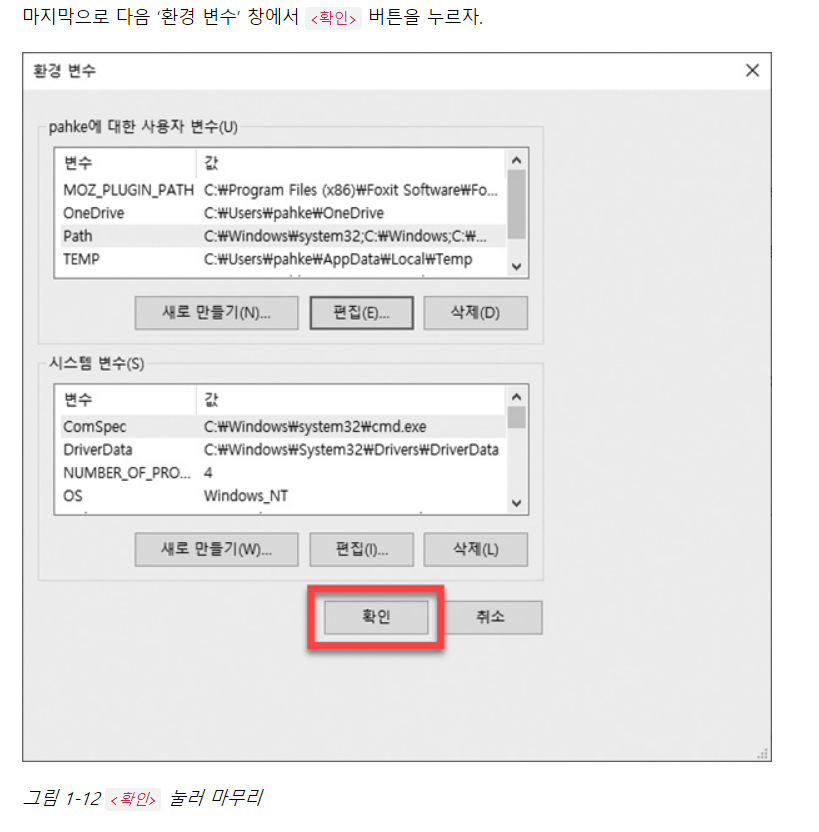 마지막으로 다음 ‘환경 변수’ 창에서 <확인> 버튼을 누르자.
환경 변수
pahke에 대한 사용자 변수(U)
변수 값
MOZ_PLUGIN_PATH C:₩Program Files (x86)₩Foxit Software₩Fo...
OneDrive C:₩Users₩pahke₩OneDrive
Path C:₩Windows₩system32;C:₩Windows;C:₩...
TEMP C:₩Users₩pahke₩AppData₩Local₩Temp
새로 만들기(N)... 편집(E)... 삭제(D)
시스템 변수(S)
변수 값
ComSpec C:₩Windows₩system32₩cmd.exe
DriverData C:₩Windows₩System32₩Drivers₩DriverData
NUMBER_OF_PRO... 4
OS Windows_NT
새로 만들기(W)... 편집(I)... 삭제(L)
확인 취소
그림 1-12 <확인> 눌러 마무리